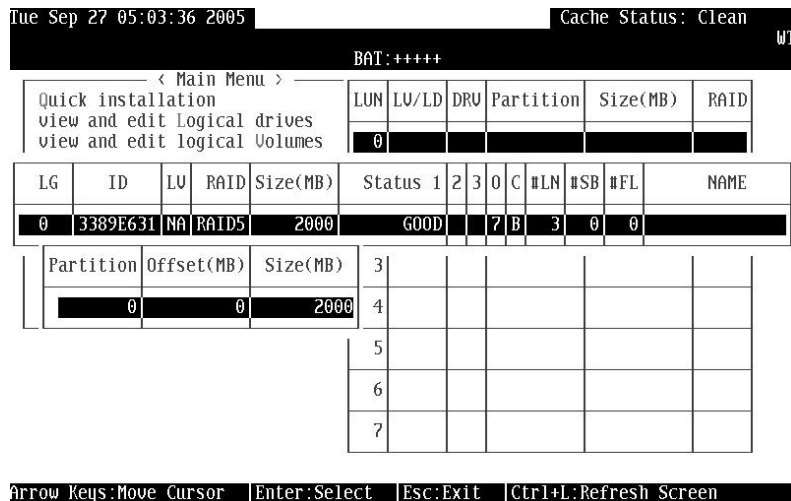 Tue Sep 27 05:03:36 2005 Cache Status: Clean
BAT:+++++
< Main Menu >
Quick installation
view and edit Logical drives
view and edit logical Volumes
LUN LV/LD DRV Partition Size(MB) RAID
0
LG ID LV RAID Size(MB) Status 1 2 3 O C #LN #SB #FL NAME
0 3389E631 NA RAID5 2000 GOOD 7 B 3 0 0
Partition Offset(MB) Size(MB)
0 0 2000
3
4
5
6
7
Arrow Keys:Move Cursor |Enter:Select |Esc:Exit |Ctrl+L:Refresh Screen